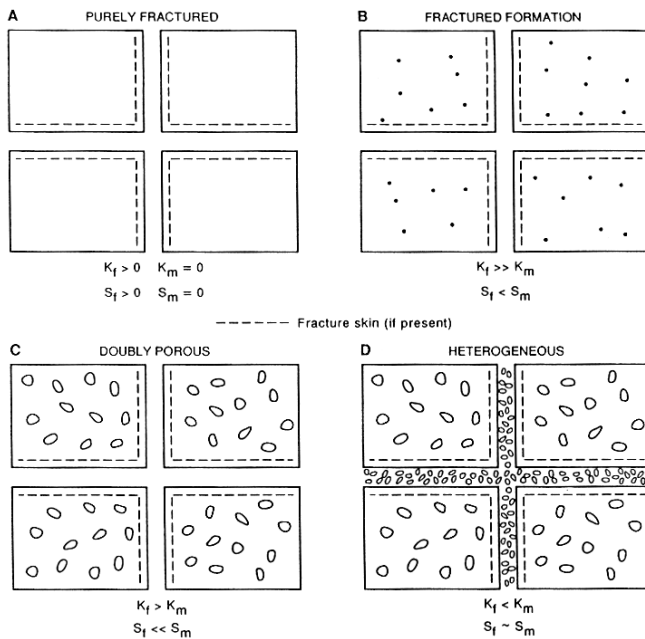 A PURELY FRACTURED
B FRACTURED FORMATION
K_f > 0 K_m = 0
S_f > 0 S_m = 0
K_f >> K_m
S_f < S_m
Fracture skin (if present)
C DOUBLY POROUS
D HETEROGENEOUS
K_f > K_m
S_f << S_m
K_f < K_m
S_f ~ S_m